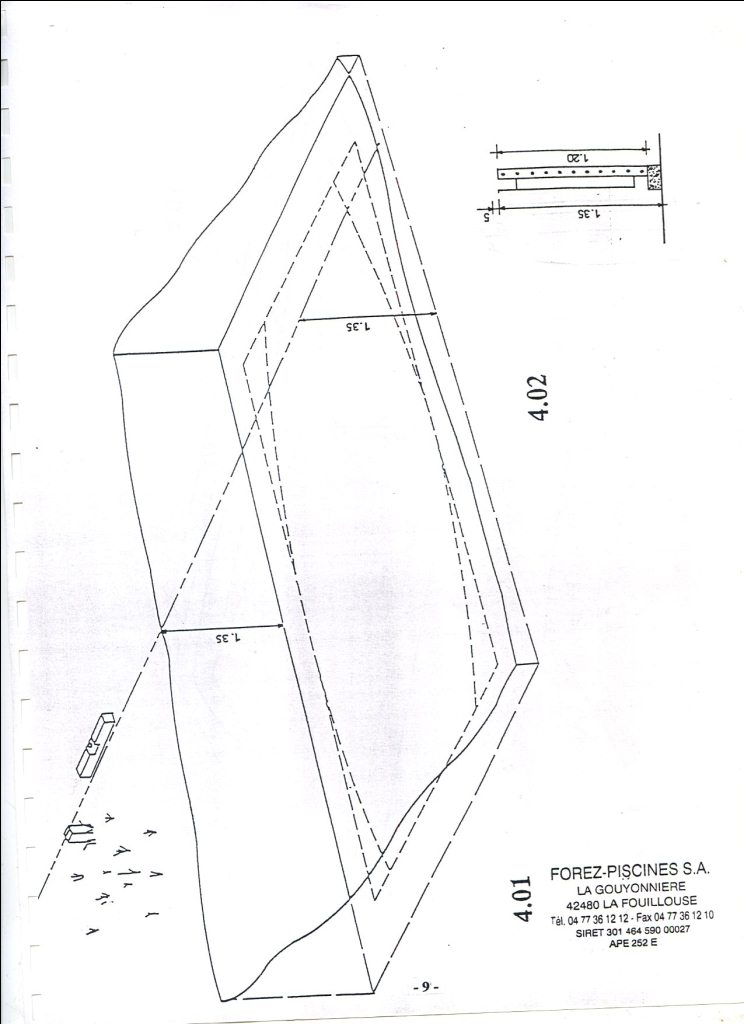 1.20
1.35
5
1.35
1.35
4.02
4.01
FOREZ-PISCINES S.A.
LA GOUYONNIERE
42480 LA FOUILLOUSE
Tél. 04 77 36 12 12 - Fax 04 77 36 12 10
SIRET 301 464 590 00027
APE 252 E
- 9 -